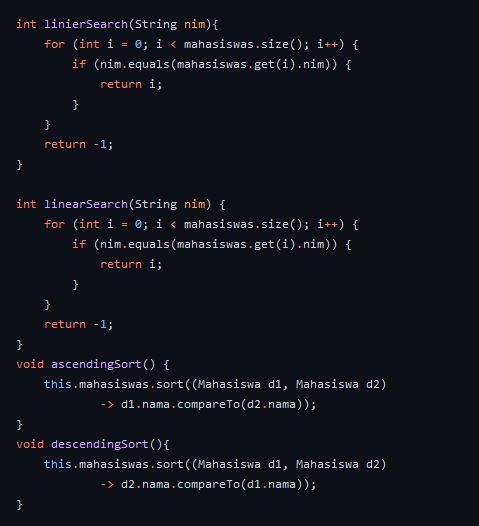 int linierSearch(String nim){
    for (int i = 0; i < mahasiswas.size(); i++) {
        if (nim.equals(mahasiswas.get(i).nim)) {
            return i;
        }
    }
    return -1;
}

int linearSearch(String nim) {
    for (int i = 0; i < mahasiswas.size(); i++) {
        if (nim.equals(mahasiswas.get(i).nim)) {
            return i;
        }
    }
    return -1;
}
void ascendingSort() {
    this.mahasiswas.sort((Mahasiswa d1, Mahasiswa d2)
            -> d1.nama.compareTo(d2.nama));
}
void descendingSort(){
    this.mahasiswas.sort((Mahasiswa d1, Mahasiswa d2)
            -> d2.nama.compareTo(d1.nama));
}